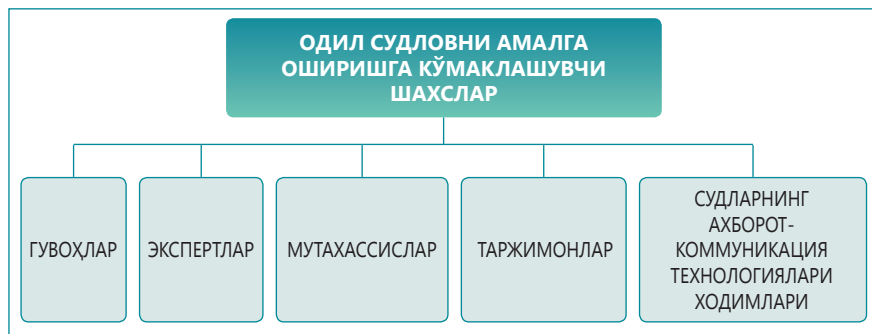 ОДИЛ СУДЛОВНИ АМАЛГА
ОШИРИШГА КЎМАКЛАШУВЧИ
ШАХСЛАР
ГУВОҲЛАР
ЭКСПЕРТЛАР
МУТАХАССИСЛАР
ТАРЖИМОНЛАР
СУДЛАРНИНГ
АХБОРОТ-
КОММУНИКАЦИЯ
ТЕХНОЛОГИЯЛАРИ
ХОДИМЛАРИ